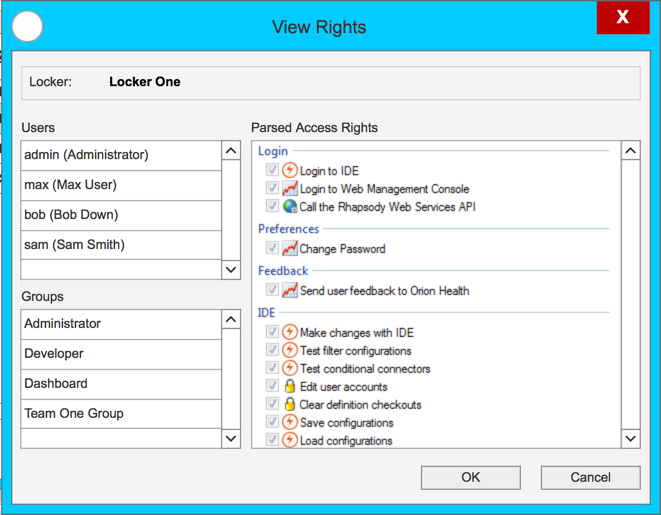 View Rights
X
Locker: Locker One
Users
admin (Administrator)
max (Max User)
bob (Bob Down)
sam (Sam Smith)
Groups
Administrator
Developer
Dashboard
Team One Group
Parsed Access Rights
Login
Login to IDE
Login to Web Management Console
Call the Rhapsody Web Services API
Preferences
Change Password
Feedback
Send user feedback to Orion Health
IDE
Make changes with IDE
Test filter configurations
Test conditional connectors
Edit user accounts
Clear definition checkouts
Save configurations
Load configurations
OK Cancel